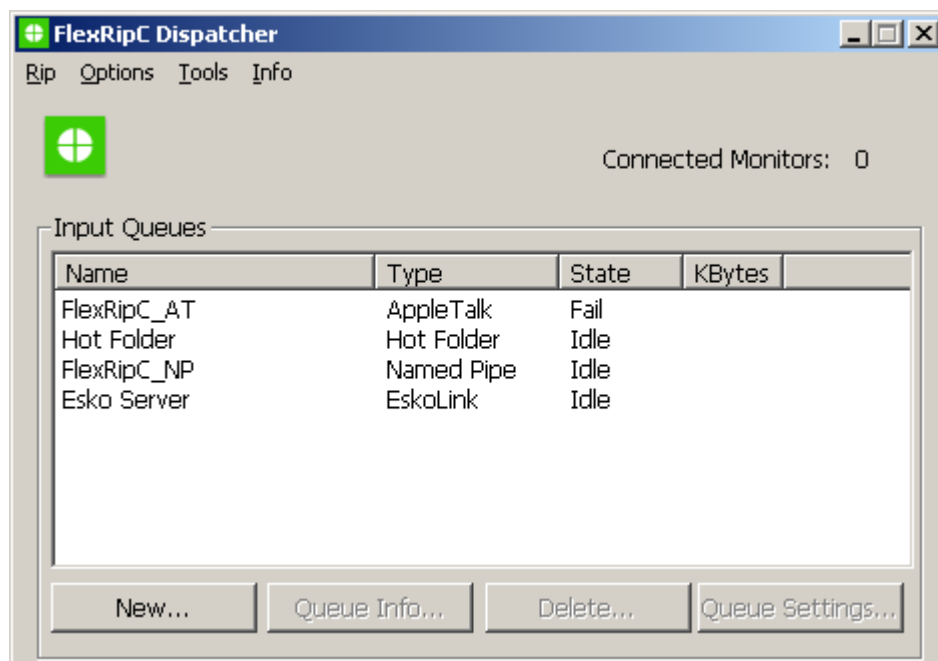 FlexRipC Dispatcher
Rip Options Tools Info
Connected Monitors: 0
Input Queues
Name Type State KBytes
FlexRipC_AT AppleTalk Fail
Hot Folder Hot Folder Idle
FlexRipC_NP Named Pipe Idle
Esko Server EskoLink Idle
New... Queue Info... Delete... Queue Settings...